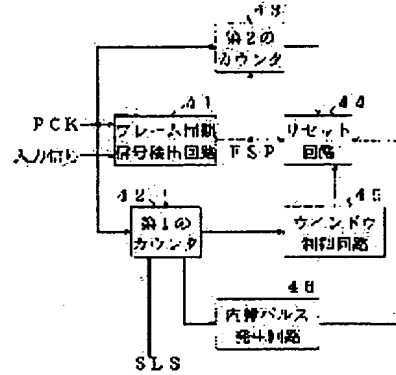 43
第2の
カウンタ
41
44
PCK
フレーム同期
信号検出回路
FSP
リセット
回路
入力信号
42
45
第1の
カウンタ
ウインドウ
制御回路
46
内挿パルス
発生回路
SLS